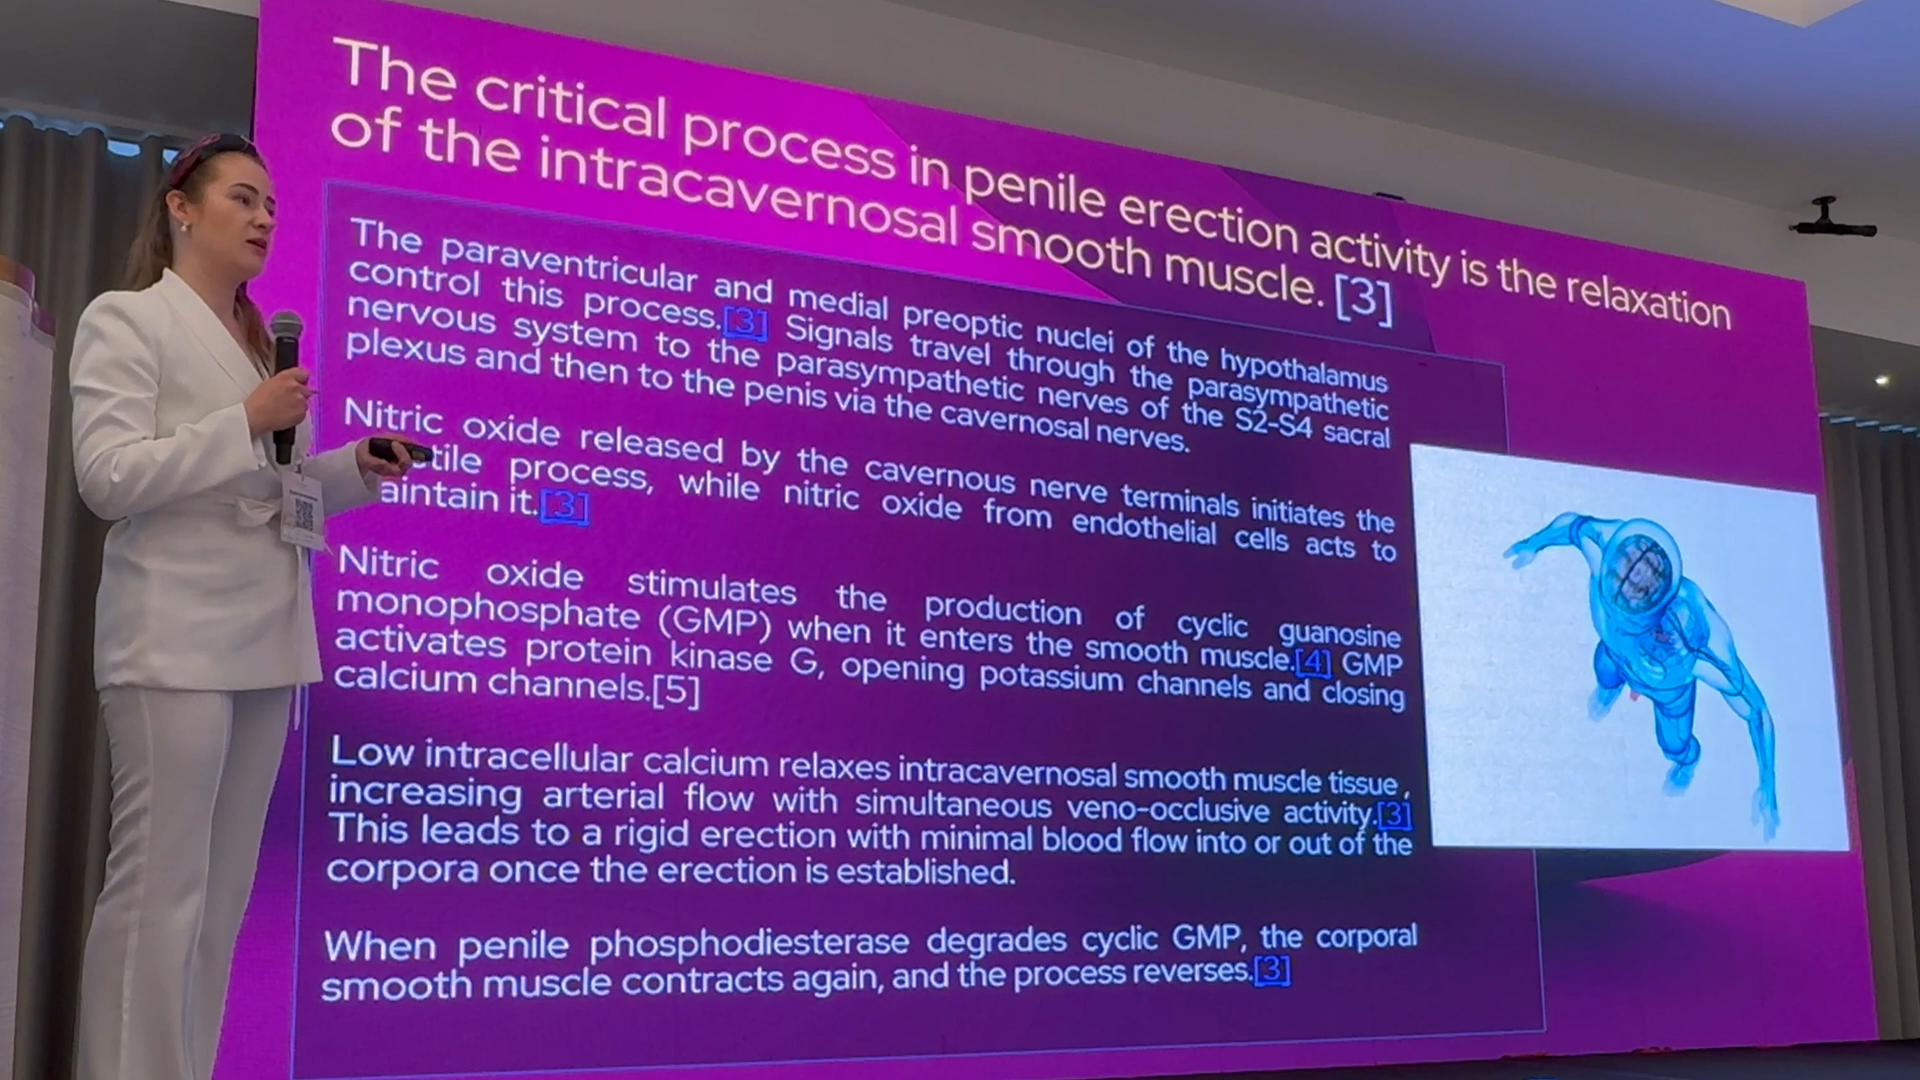 The critical process in penile erection activity is the relaxation
of the intracavernosal smooth muscle. [3]
The paraventricular and medial preoptic nuclei of the hypothalamus
control this process.[3] Signals travel through the parasympathetic
nervous system to the parasympathetic nerves of the S2-S4 sacral
plexus and then to the penis via the cavernosal nerves.
Nitric oxide released by the cavernous nerve terminals initiates the
tile process, while nitric oxide from endothelial cells acts to
aintain it.[3]
Nitric oxide stimulates the production of cyclic guanosine
monophosphate (GMP) when it enters the smooth muscle.[4] GMP
activates protein kinase G, opening potassium channels and closing
calcium channels.[5]
Low intracellular calcium relaxes intracavernosal smooth muscle tissue,
increasing arterial flow with simultaneous veno-occlusive activity.[3]
This leads to a rigid erection with minimal blood flow into or out of the
corpora once the erection is established.
When penile phosphodiesterase degrades cyclic GMP, the corporal
smooth muscle contracts again, and the process reverses.[3]